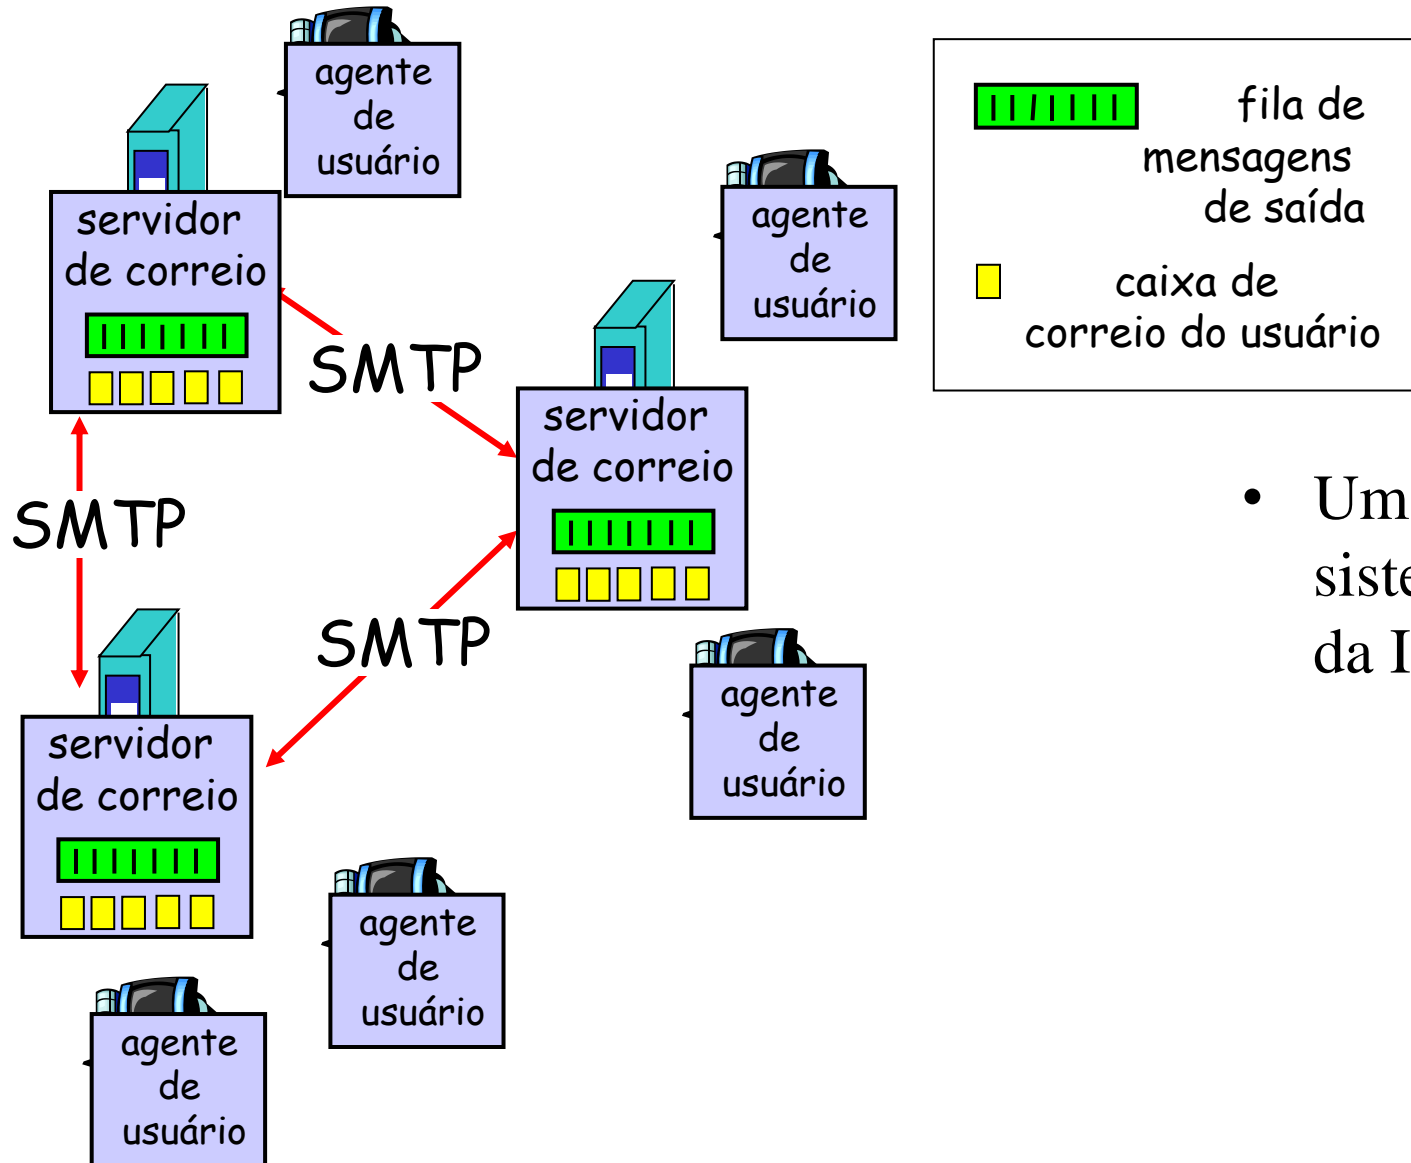 agente
de
usuário
servidor
de correio
SMTP
agente
de
usuário
servidor
de correio
SMTP
SMTP
servidor
de correio
agente
de
usuário
agente
de
usuário
agente
de
usuário
fila de
mensagens
de saída
caixa de
correio do usuário
• Um
da I